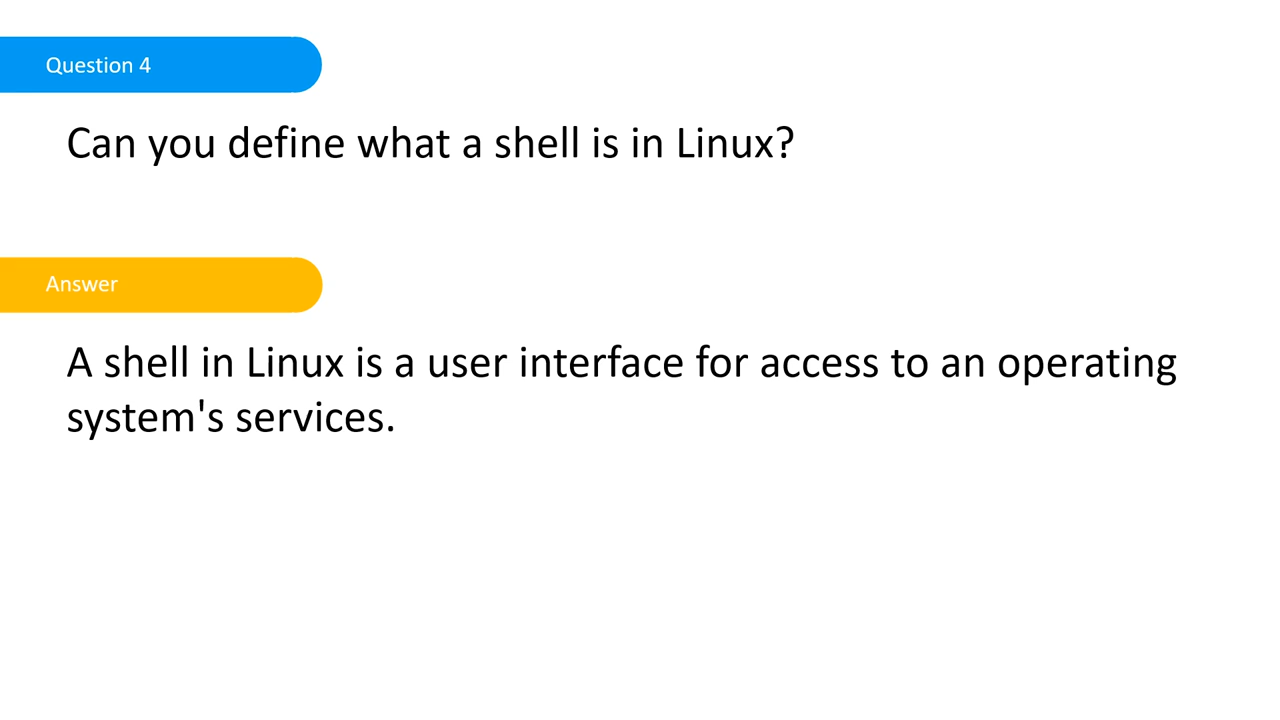 Question 4
Can you define what a shell is in Linux?
Answer
A shell in Linux is a user interface for access to an operating
system's services.